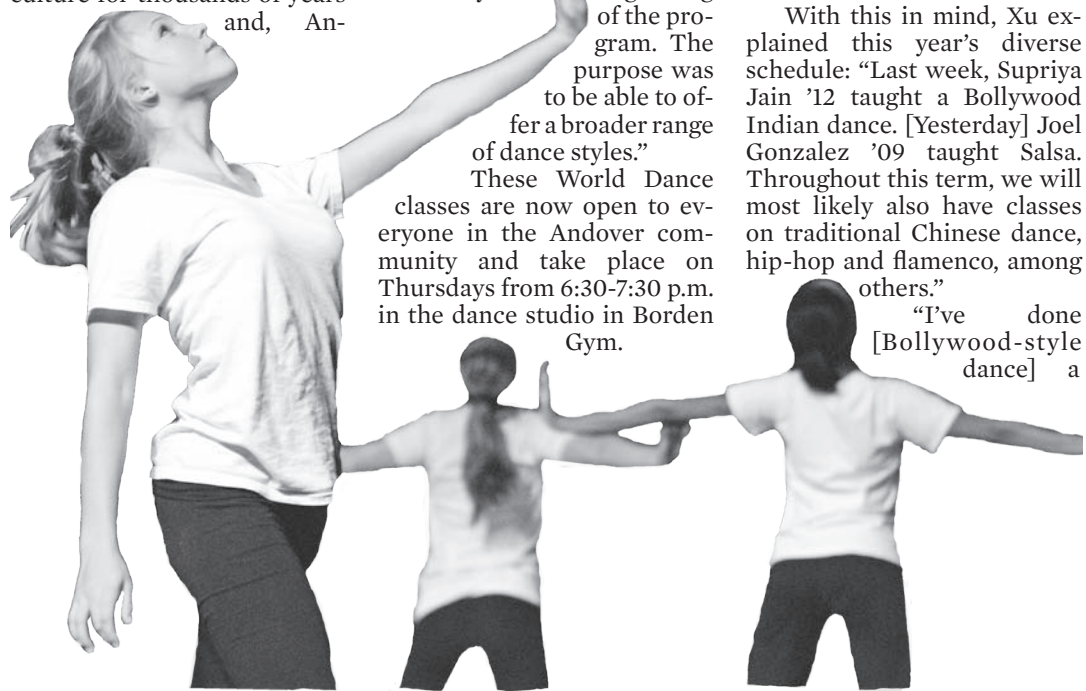 culture for thousands of years
and, An-
of the pro-
gram. The
purpose was
to be able to of-
fer a broader range
of dance styles.”
These World Dance
classes are now open to ev-
eryone in the Andover com-
munity and take place on
Thursdays from 6:30-7:30 p.m.
in the dance studio in Borden
Gym.
With this in mind, Xu ex-
plained this year’s diverse
schedule: “Last week, Supriya
Jain ’12 taught a Bollywood
Indian dance. [Yesterday] Joel
Gonzalez ’09 taught Salsa.
Throughout this term, we will
most likely also have classes
on traditional Chinese dance,
hip-hop and flamenco, among
others.”
“I’ve done
[Bollywood-style
dance] a